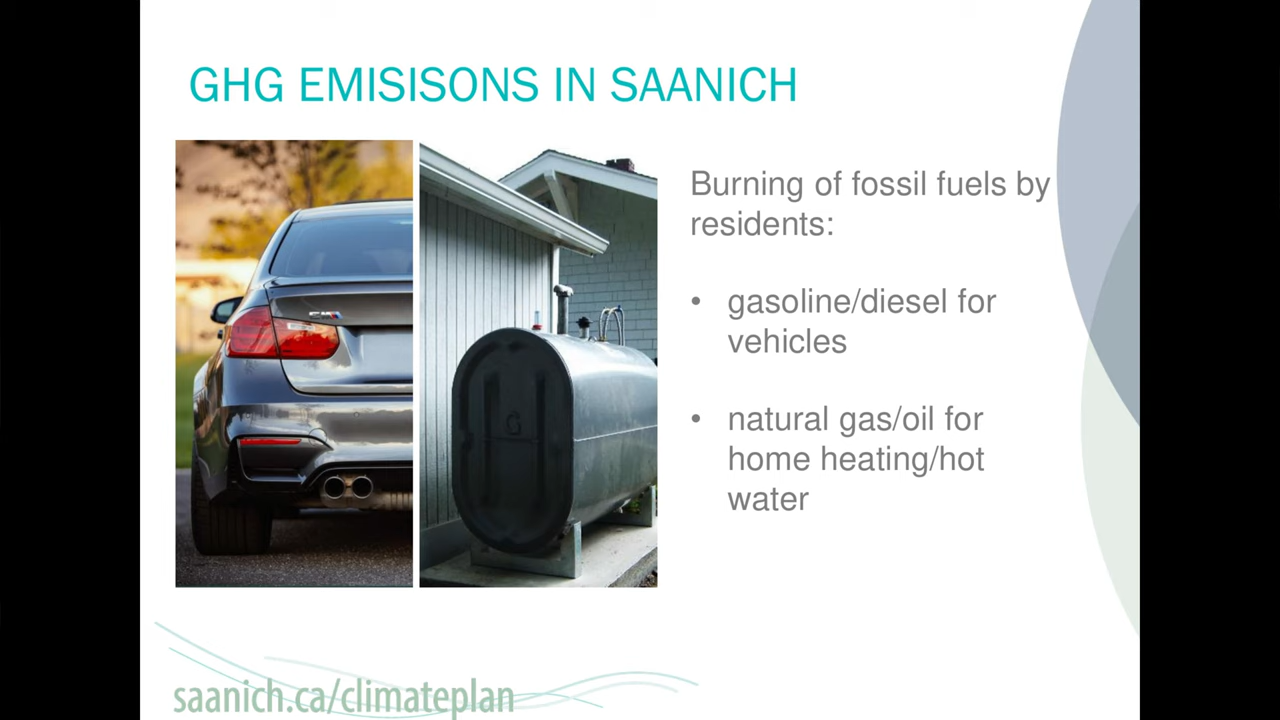 GHG EMISISONS IN SAANICH
Burning of fossil fuels by
residents:
• gasoline/diesel for
vehicles
• natural gas/oil for
home heating/hot
water
saanich.ca/climateplan